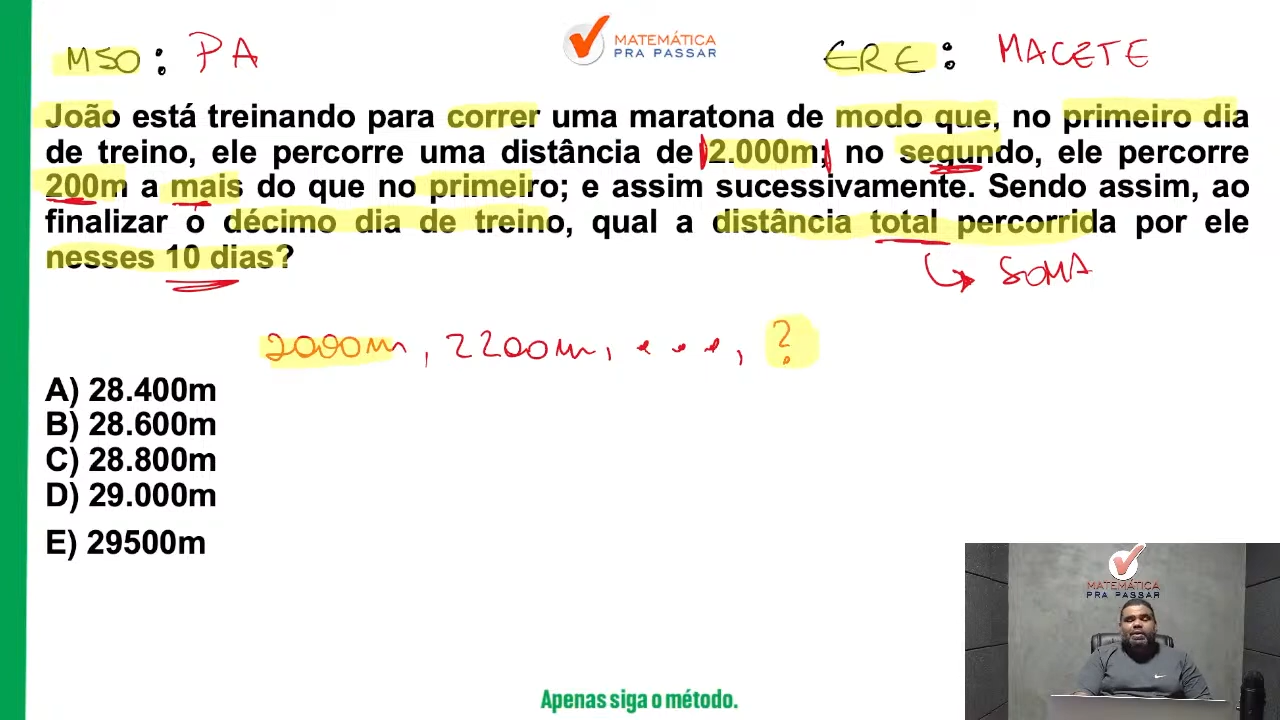 MSO : PA
MATEMÁTICA
PRA PASSAR
ERE : MACETE
João está treinando para correr uma maratona de modo que, no primeiro dia
de treino, ele percorre uma distância de 2.000m; no segundo, ele percorre
200m a mais do que no primeiro; e assim sucessivamente. Sendo assim, ao
finalizar o décimo dia de treino, qual a distância total percorrida por ele
nesses 10 dias?
SOMA
2000m, 2200m, ..., ?
A) 28.400m
B) 28.600m
C) 28.800m
D) 29.000m
E) 29500m
MATEMÁTICA
PRA PASSAR
Apenas siga o método.